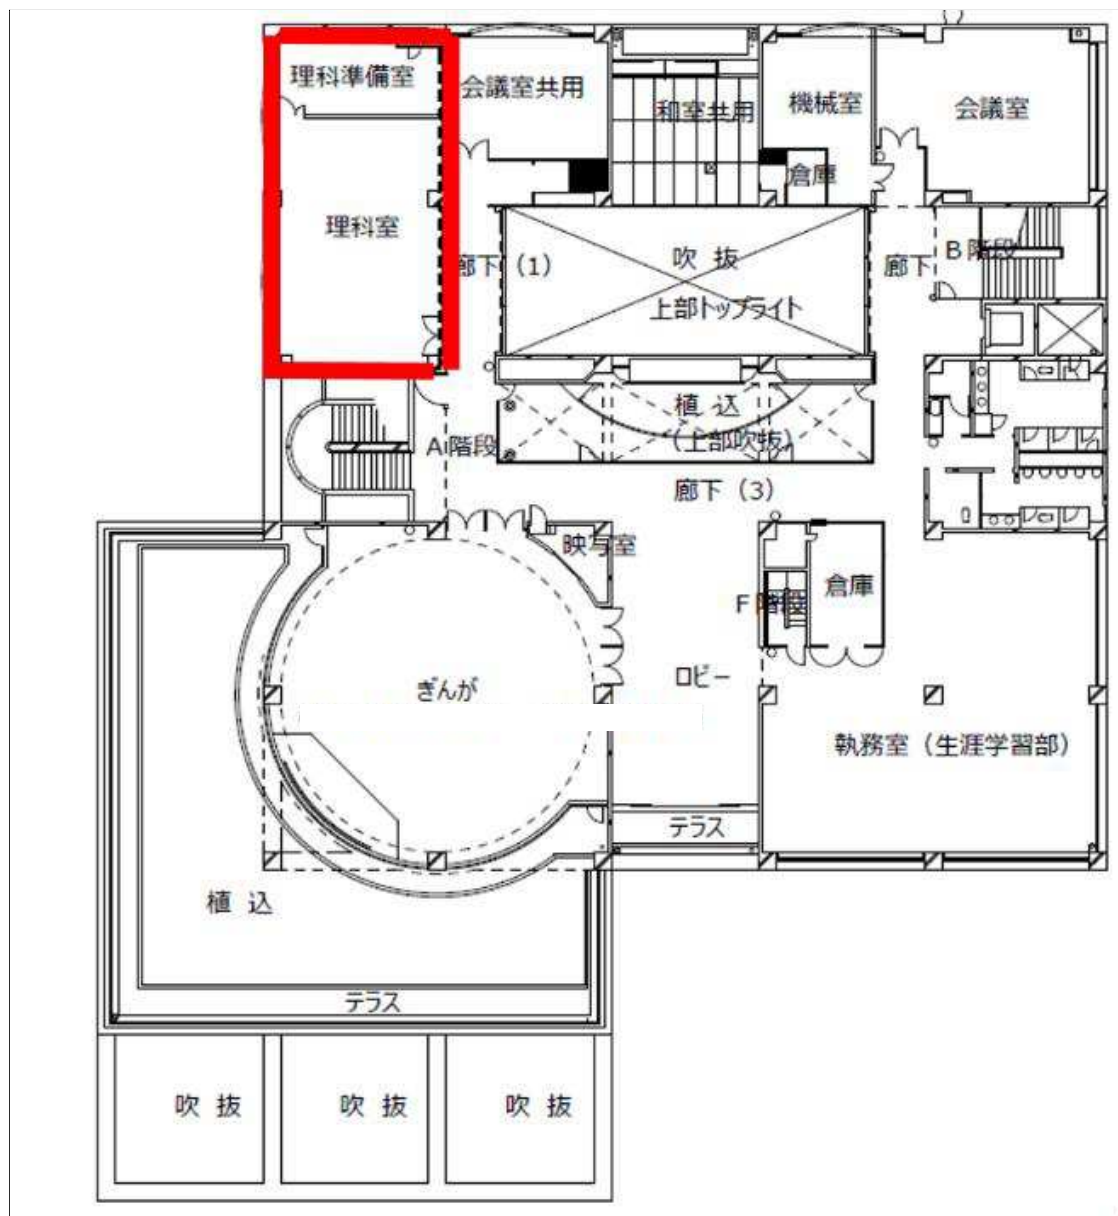 理科準備室
会議室共用
和室共用
機械室
会議室
倉庫
理科室
廊下（1）
吹 抜
上部トップライト
廊下
B階段
植 込
（上部吹抜）
A階段
廊下（3）
映写室
F階段
倉庫
ぎんが
ロビー
執務室（生涯学習部）
テラス
植 込
テラス
吹 抜
吹 抜
吹 抜